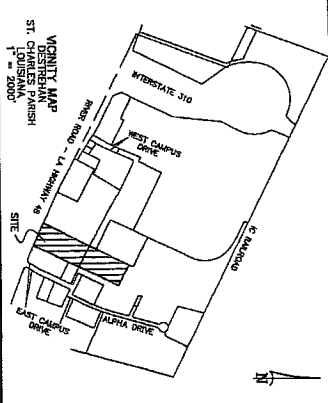 VICINITY MAP
DESTREHAN
ST. CHARLES PARISH
LOUISIANA
1" = 2000'
INTERSTATE 310
RIVER ROAD - LA HIGHWAY 48
WEST CAMPUS
DRIVE
IC RAILROAD
SITE
EAST CAMPUS
DRIVE
ALPHA DRIVE
N